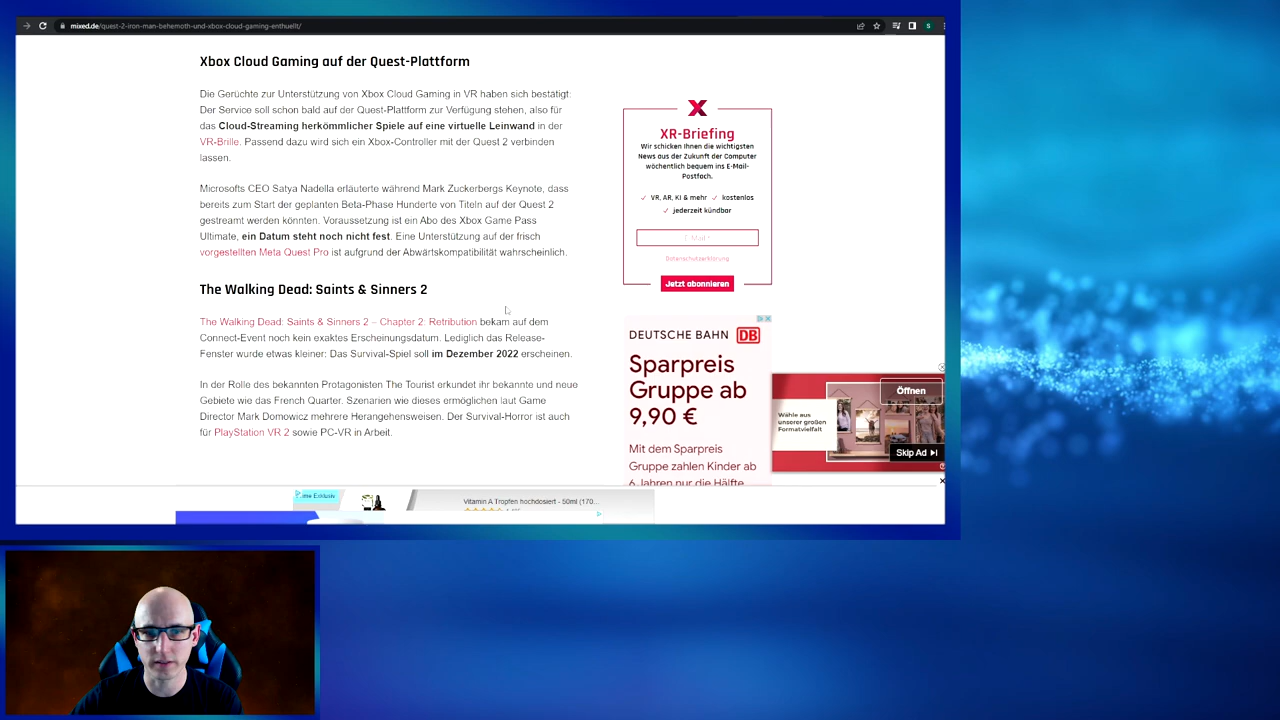 mixed.de/quest-2-iron-man-behemoth-und-xbox-cloud-gaming-enthuellt/
S
Xbox Cloud Gaming auf der Quest-Plattform
Die Gerüchte zur Unterstützung von Xbox Cloud Gaming in VR haben sich bestätigt:
Der Service soll schon bald auf der Quest-Plattform zur Verfügung stehen, also für
das Cloud-Streaming herkömmlicher Spiele auf eine virtuelle Leinwand in der
VR-Brille. Passend dazu wird sich ein Xbox-Controller mit der Quest 2 verbinden
lassen.
Microsofts CEO Satya Nadella erläuterte während Mark Zuckerbergs Keynote, dass
bereits zum Start der geplanten Beta-Phase Hunderte von Titeln auf der Quest 2
gestreamt werden könnten. Voraussetzung ist ein Abo des Xbox Game Pass
Ultimate, ein Datum steht noch nicht fest. Eine Unterstützung auf der frisch
vorgestellten Meta Quest Pro ist aufgrund der Abwärtskompatibilität wahrscheinlich.
The Walking Dead: Saints & Sinners 2
The Walking Dead: Saints & Sinners 2 – Chapter 2: Retribution bekam auf dem
Connect-Event noch kein exaktes Erscheinungsdatum. Lediglich das Release-
Fenster wurde etwas kleiner: Das Survival-Spiel soll im Dezember 2022 erscheinen.
In der Rolle des bekannten Protagonisten The Tourist erkundet ihr bekannte und neue
Gebiete wie das French Quarter. Szenarien wie dieses ermöglichen laut Game
Director Mark Domowicz mehrere Herangehensweisen. Der Survival-Horror ist auch
für PlayStation VR 2 sowie PC-VR in Arbeit.
XR-Briefing
Wir schicken Ihnen die wichtigsten
News aus der Zukunft der Computer
wöchentlich bequem ins E-Mail-
Postfach.
VR, AR, KI & mehr kostenlos
jederzeit kündbar
E-Mail*
Datenschutzerklärung
Jetzt abonnieren
DEUTSCHE BAHN DB
Sparpreis
Gruppe ab
9,90 €
Mit dem Sparpreis
Gruppe zahlen Kinder ab
6 Jahren nur die Hälfte
Wähle aus
unserer großen
Formatvielfalt
Öffnen
Skip Ad
Vitamin A Tropfen hochdosiert - 50ml (170...